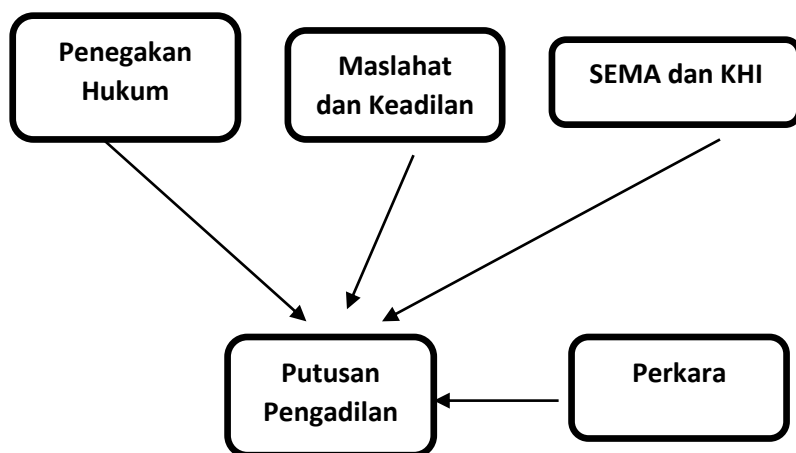 Penegakan
Hukum
Maslahat
dan Keadilan
SEMA dan KHI
Putusan
Pengadilan
Perkara